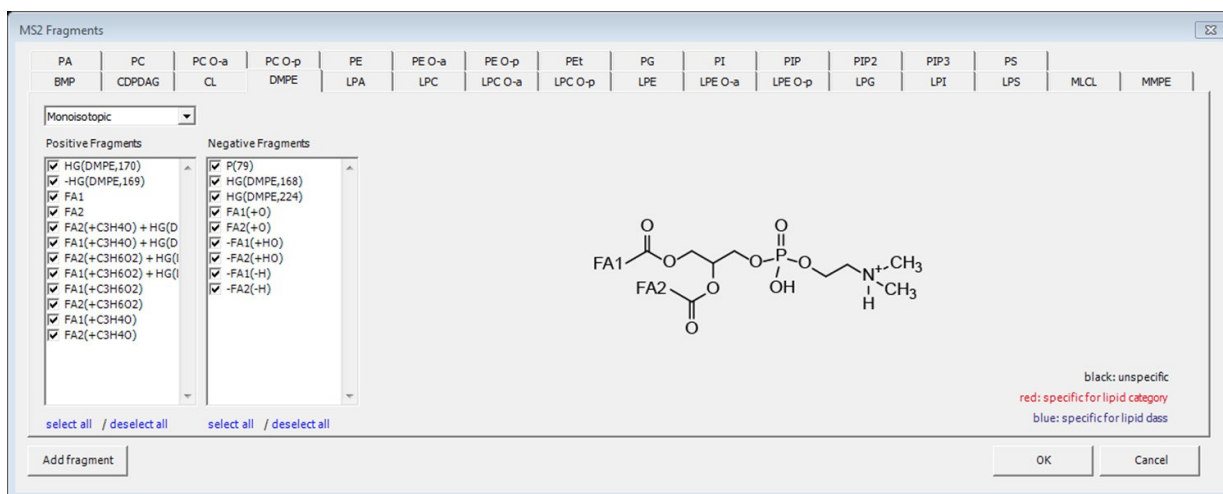 MS2 Fragments
PA PC PC O-a PC O-p PE PE O-a PE O-p PEt PG PI PIP PIP2 PIP3 PS
BMP CDPDAG CL DMPE LPA LPC LPC O-a LPC O-p LPE LPE O-a LPE O-p LPG LPI LPS MLCL MMPE
Monoisotopic
Positive Fragments Negative Fragments
HG(DMPE,170) P(79)
-HG(DMPE,169) HG(DMPE,168)
FA1 HG(DMPE,224)
FA2 FA1(+O)
FA2(+C3H4O) + HG(D FA2(+O)
FA1(+C3H4O) + HG(D -FA1(+HO)
FA2(+C3H6O2) + HG( -FA2(+HO)
FA1(+C3H6O2) + HG( -FA1(-H)
FA1(+C3H6O2) -FA2(-H)
FA2(+C3H6O2)
FA1(+C3H4O)
FA2(+C3H4O)
O O
FA1 O O P O N+ CH3
FA2 O OH H CH3
O
black: unspecific
red: specific for lipid category
blue: specific for lipid class
select all / deselect all select all / deselect all
Add fragment OK Cancel